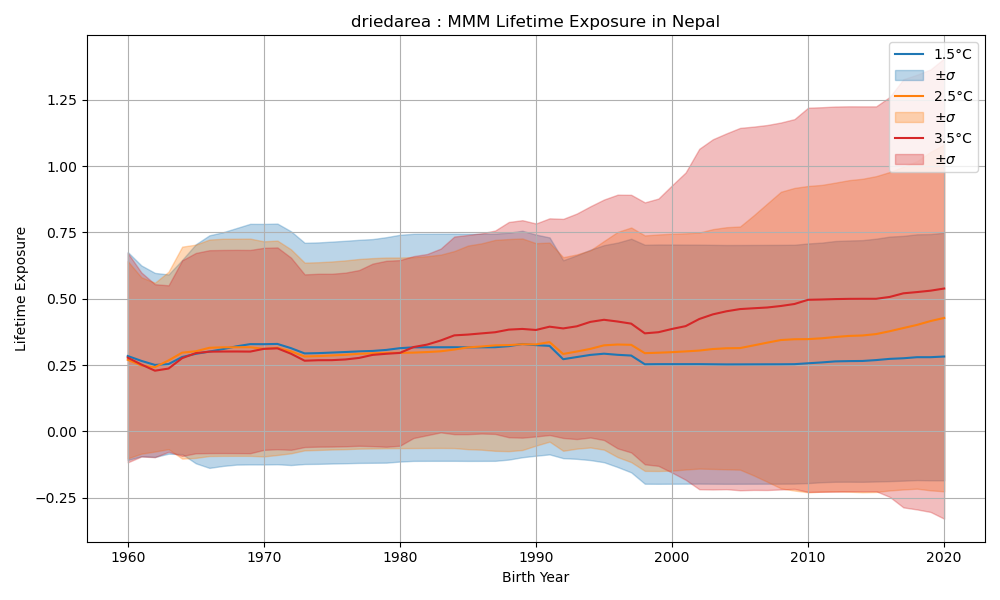 driedarea : MMM Lifetime Exposure in Nepal
1.5°C
±σ
2.5°C
±σ
3.5°C
±σ
Lifetime Exposure
1.25
1.00
0.75
0.50
0.25
0.00
−0.25
1960
1970
1980
1990
2000
2010
2020
Birth Year